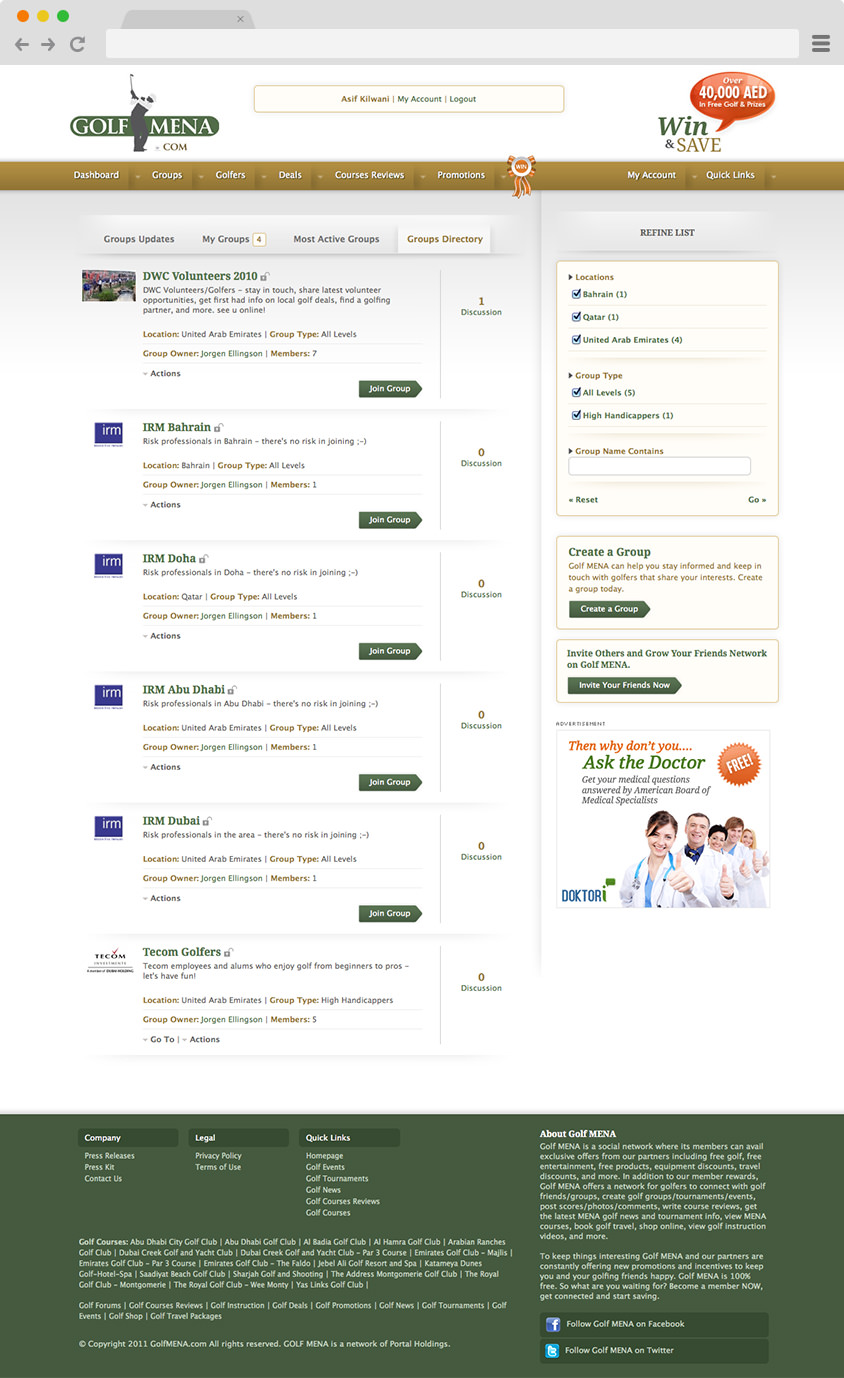 GOLF MENA
.COM
Asif Kilwani | My Account | Logout
Over
40,000 AED
In Free Golf & Prizes
Win
& SAVE
Dashboard
Groups
Golfers
Deals
Courses Reviews
Promotions
WIN
My Account
Quick Links
Groups Updates
My Groups 4
Most Active Groups
Groups Directory
DWC Volunteers 2010
DWC Volunteers/Golfers - stay in touch, share latest volunteer
opportunities, get first had info on local golf deals, find a golfing
partner, and more. see u online!
Location: United Arab Emirates | Group Type: All Levels
Group Owner: Jorgen Ellingson | Members: 7
Actions
Join Group
1
Discussion
irm
IRM Bahrain
Risk professionals in Bahrain - there's no risk in joining ;-)
Location: Bahrain | Group Type: All Levels
Group Owner: Jorgen Ellingson | Members: 1
Actions
Join Group
0
Discussion
irm
IRM Doha
Risk professionals in Doha - there's no risk in joining ;-)
Location: Qatar | Group Type: All Levels
Group Owner: Jorgen Ellingson | Members: 1
Actions
Join Group
0
Discussion
irm
IRM Abu Dhabi
Risk professionals in Abu Dhabi - there's no risk in joining ;-)
Location: United Arab Emirates | Group Type: All Levels
Group Owner: Jorgen Ellingson | Members: 1
Actions
Join Group
0
Discussion
irm
IRM Dubai
Risk professionals in the area - there's no risk in joining ;-)
Location: United Arab Emirates | Group Type: All Levels
Group Owner: Jorgen Ellingson | Members: 1
Actions
Join Group
0
Discussion
TECOM
INVESTMENTS
A member of DUBAI HOLDING
Tecom Golfers
Tecom employees and alums who enjoy golf from beginners to pros -
let's have fun!
Location: United Arab Emirates | Group Type: High Handicappers
Group Owner: Jorgen Ellingson | Members: 5
Go To | Actions
0
Discussion
REFINE LIST
Locations
Bahrain (1)
Qatar (1)
United Arab Emirates (4)
Group Type
All Levels (5)
High Handicappers (1)
Group Name Contains
« Reset
Go »
Create a Group
Golf MENA can help you stay informed and keep in
touch with golfers that share your interests. Create
a group today.
Create a Group
Invite Others and Grow Your Friends Network
on Golf MENA.
Invite Your Friends Now
ADVERTISEMENT
Then why don't you....
Ask the Doctor
FREE!
Get your medical questions
answered by American Board of
Medical Specialists
DOKTORi
Company
Press Releases
Press Kit
Contact Us
Legal
Privacy Policy
Terms of Use
Quick Links
Homepage
Golf Events
Golf Tournaments
Golf News
Golf Courses Reviews
Golf Courses
Golf Courses: Abu Dhabi City Golf Club | Abu Dhabi Golf Club | Al Badia Golf Club | Al Hamra Golf Club | Arabian Ranches
Golf Club | Dubai Creek Golf and Yacht Club | Dubai Creek Golf and Yacht Club - Par 3 Course | Emirates Golf Club - Majlis |
Emirates Golf Club - Par 3 Course | Emirates Golf Club - The Faldo | Jebel Ali Golf Resort and Spa | Katameya Dunes
Golf-Hotel-Spa | Saadiyat Beach Golf Club | Sharjah Golf and Shooting | The Address Montgomerie Golf Club | The Royal
Golf Club - Montgomerie | The Royal Golf Club - Wee Monty | Yas Links Golf Club |
Golf Forums | Golf Courses Reviews | Golf Instruction | Golf Deals | Golf Promotions | Golf News | Golf Tournaments | Golf
Events | Golf Shop | Golf Travel Packages
© Copyright 2011 GolfMENA.com All rights reserved. GOLF MENA is a network of Portal Holdings.
About Golf MENA
Golf MENA is a social network where its members can avail
exclusive offers from our partners including free golf, free
entertainment, free products, equipment discounts, travel
discounts, and more. In addition to our member rewards,
Golf MENA offers a network for golfers to connect with golf
friends/groups, create golf groups/tournaments/events,
post scores/photos/comments, write course reviews, get
the latest MENA golf news and tournament info, view MENA
courses, book golf travel, shop online, view golf instruction
videos, and more.
To keep things interesting Golf MENA and our partners are
constantly offering new promotions and incentives to keep
you and your golfing friends happy. Golf MENA is 100%
free. So what are you waiting for? Become a member NOW,
get connected and start saving.
Follow Golf MENA on Facebook
Follow Golf MENA on Twitter